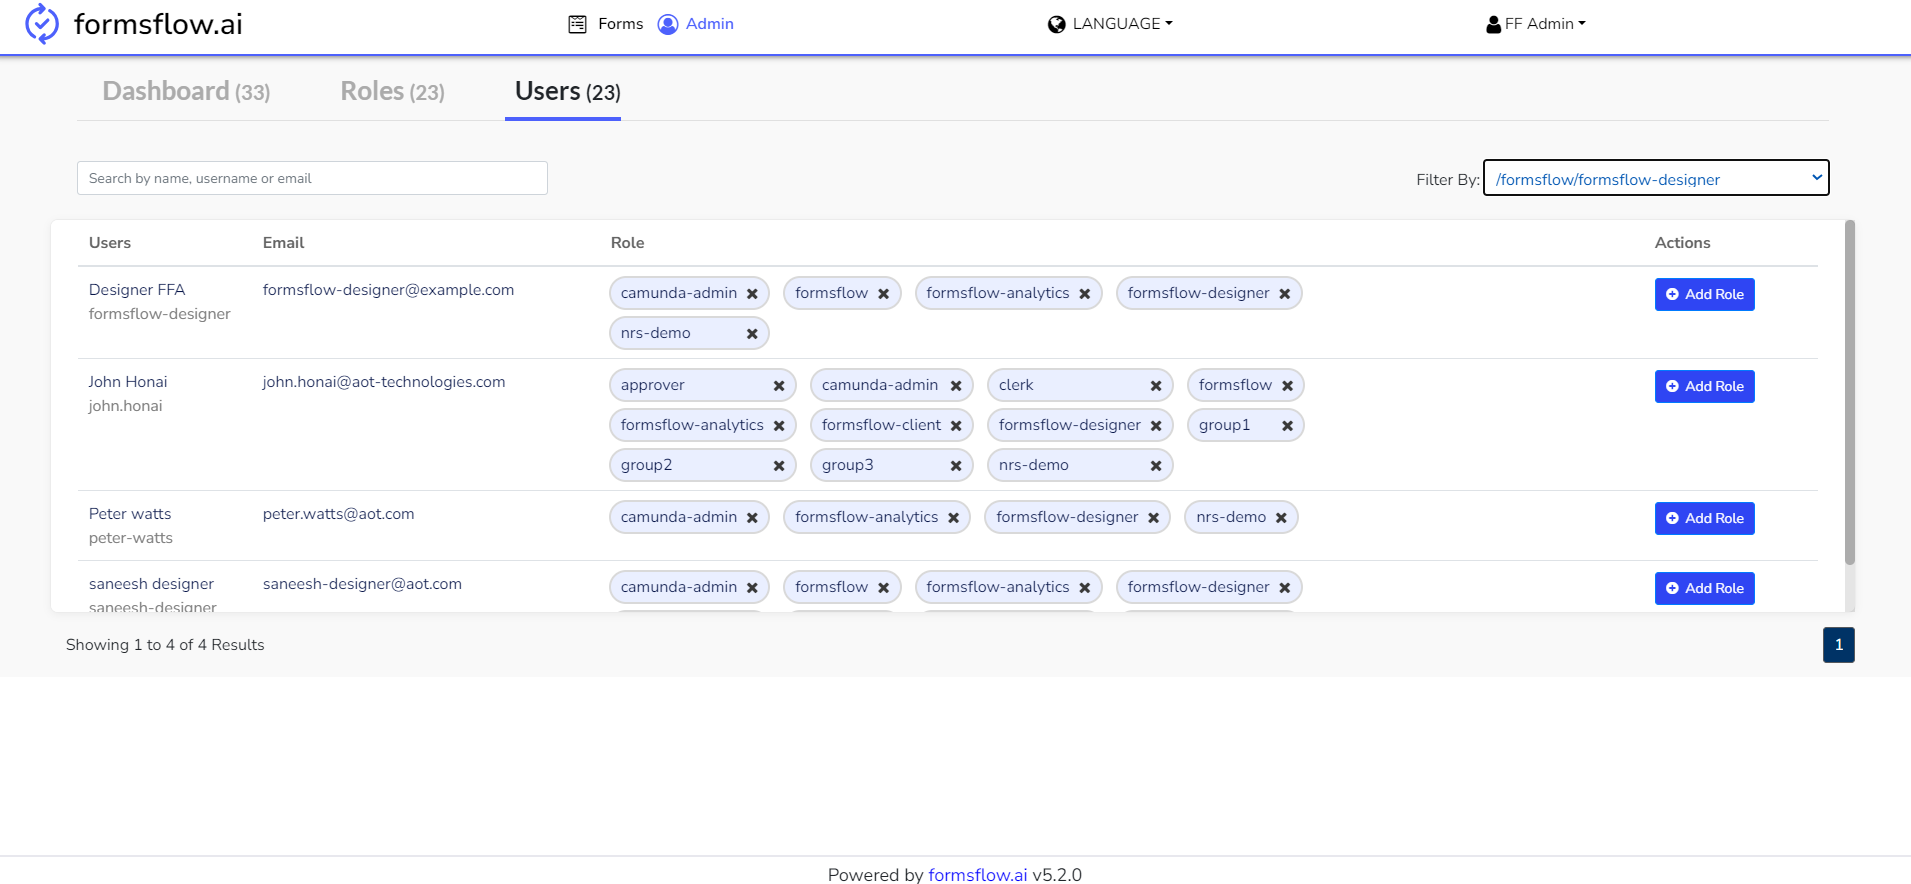 formsflow.ai Forms Admin LANGUAGE FF Admin
Dashboard (33) Roles (23) Users (23)
Search by name, username or email Filter By: /formsflow/formsflow-designer
Users Email Role Actions
Designer FFA formsflow-designer@example.com camunda-admin formsflow formsflow-analytics formsflow-designer Add Role
formsflow-designer
nrs-demo
John Honai john.honai@aot-technologies.com approver camunda-admin clerk formsflow Add Role
john.honai
formsflow-analytics formsflow-client formsflow-designer group1
group2 group3 nrs-demo
Peter watts peter.watts@aot.com camunda-admin formsflow-analytics formsflow-designer nrs-demo Add Role
peter-watts
saneesh designer saneesh-designer@aot.com camunda-admin formsflow formsflow-analytics formsflow-designer Add Role
saneesh-designer
Showing 1 to 4 of 4 Results 1
Powered by formsflow.ai v5.2.0